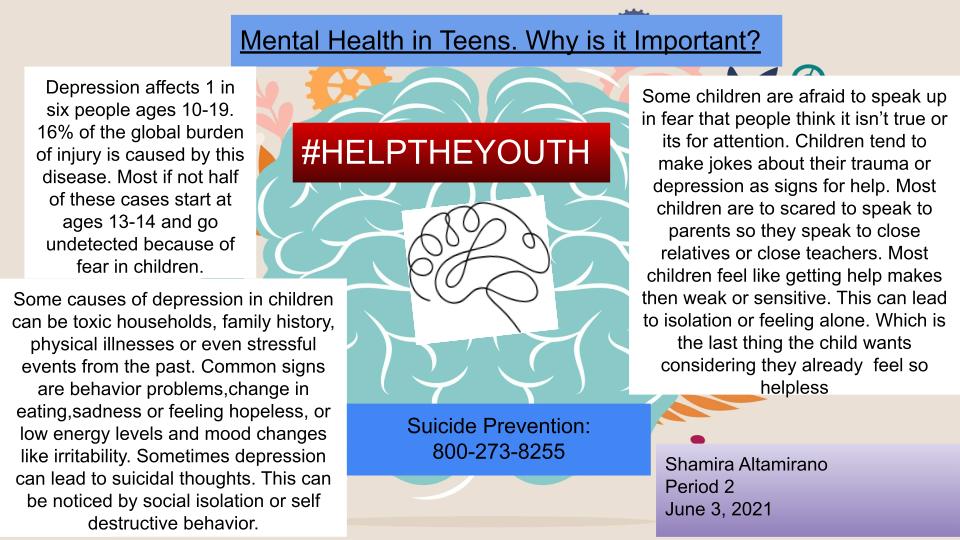 Mental Health in Teens. Why is it Important?
Depression affects 1 in
six people ages 10-19.
16% of the global burden
of injury is caused by this
disease. Most if not half
of these cases start at
ages 13-14 and go
undetected because of
fear in children.
#HELPTHEYOUTH
Some children are afraid to speak up
in fear that people think it isn’t true or
its for attention. Children tend to
make jokes about their trauma or
depression as signs for help. Most
children are to scared to speak to
parents so they speak to close
relatives or close teachers. Most
children feel like getting help makes
then weak or sensitive. This can lead
to isolation or feeling alone. Which is
the last thing the child wants
considering they already  feel so
helpless
Some causes of depression in children
can be toxic households, family history,
physical illnesses or even stressful
events from the past. Common signs
are behavior problems,change in
eating,sadness or feeling hopeless, or
low energy levels and mood changes
like irritability. Sometimes depression
can lead to suicidal thoughts. This can
be noticed by social isolation or self
destructive behavior.
Suicide Prevention:
800-273-8255
Shamira Altamirano
Period 2
June 3, 2021